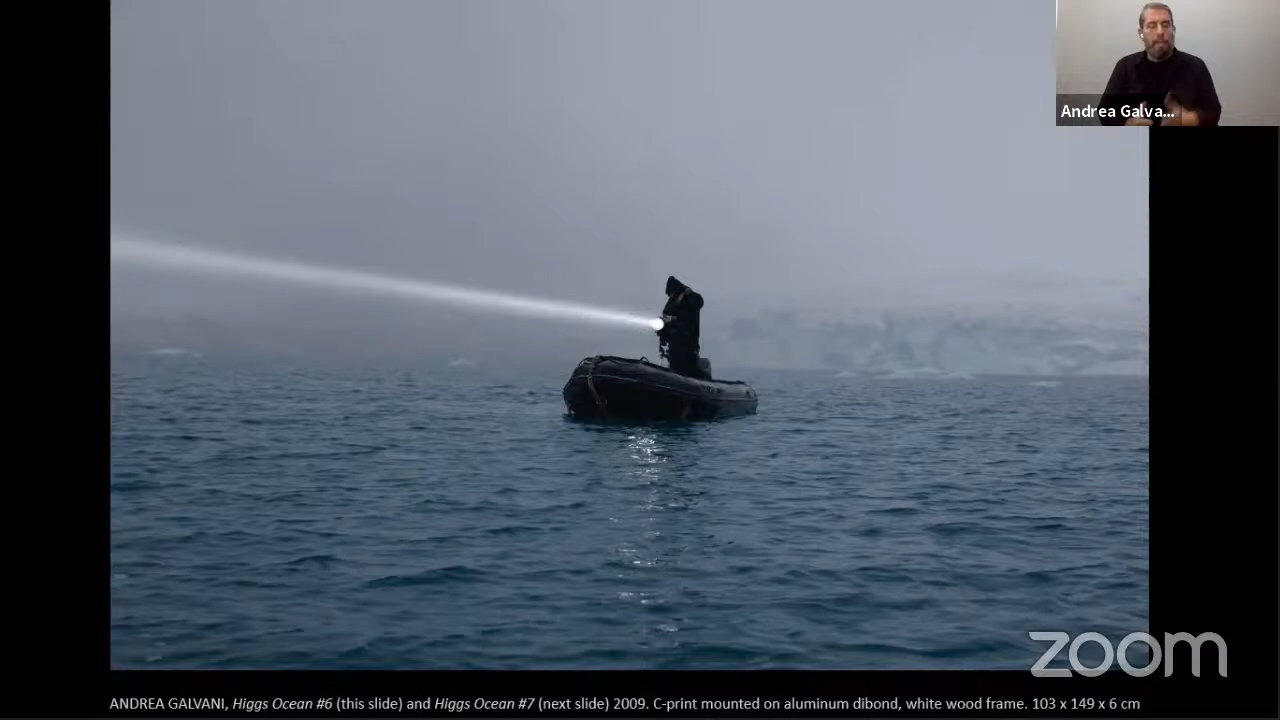 Andrea Galva...
zoom
ANDREA GALVANI, Higgs Ocean #6 (this slide) and Higgs Ocean #7 (next slide) 2009. C-print mounted on aluminum dibond, white wood frame. 103 x 149 x 6 cm